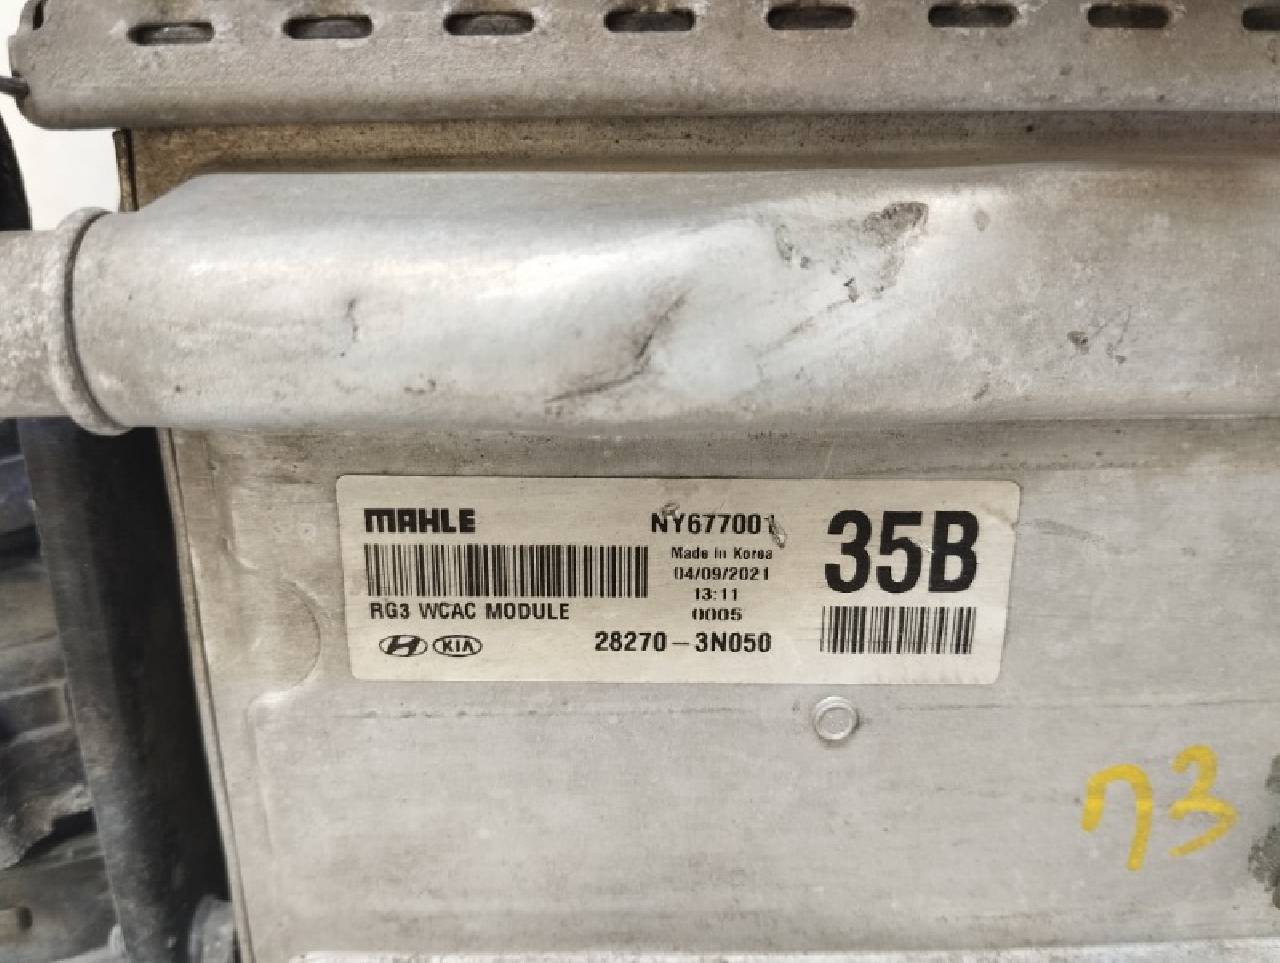 MAHLE
NY677001
35B
Made in Korea
04/09/2021
13:11
0005
RG3 WCAC MODULE
KIA
28270-3N050
73